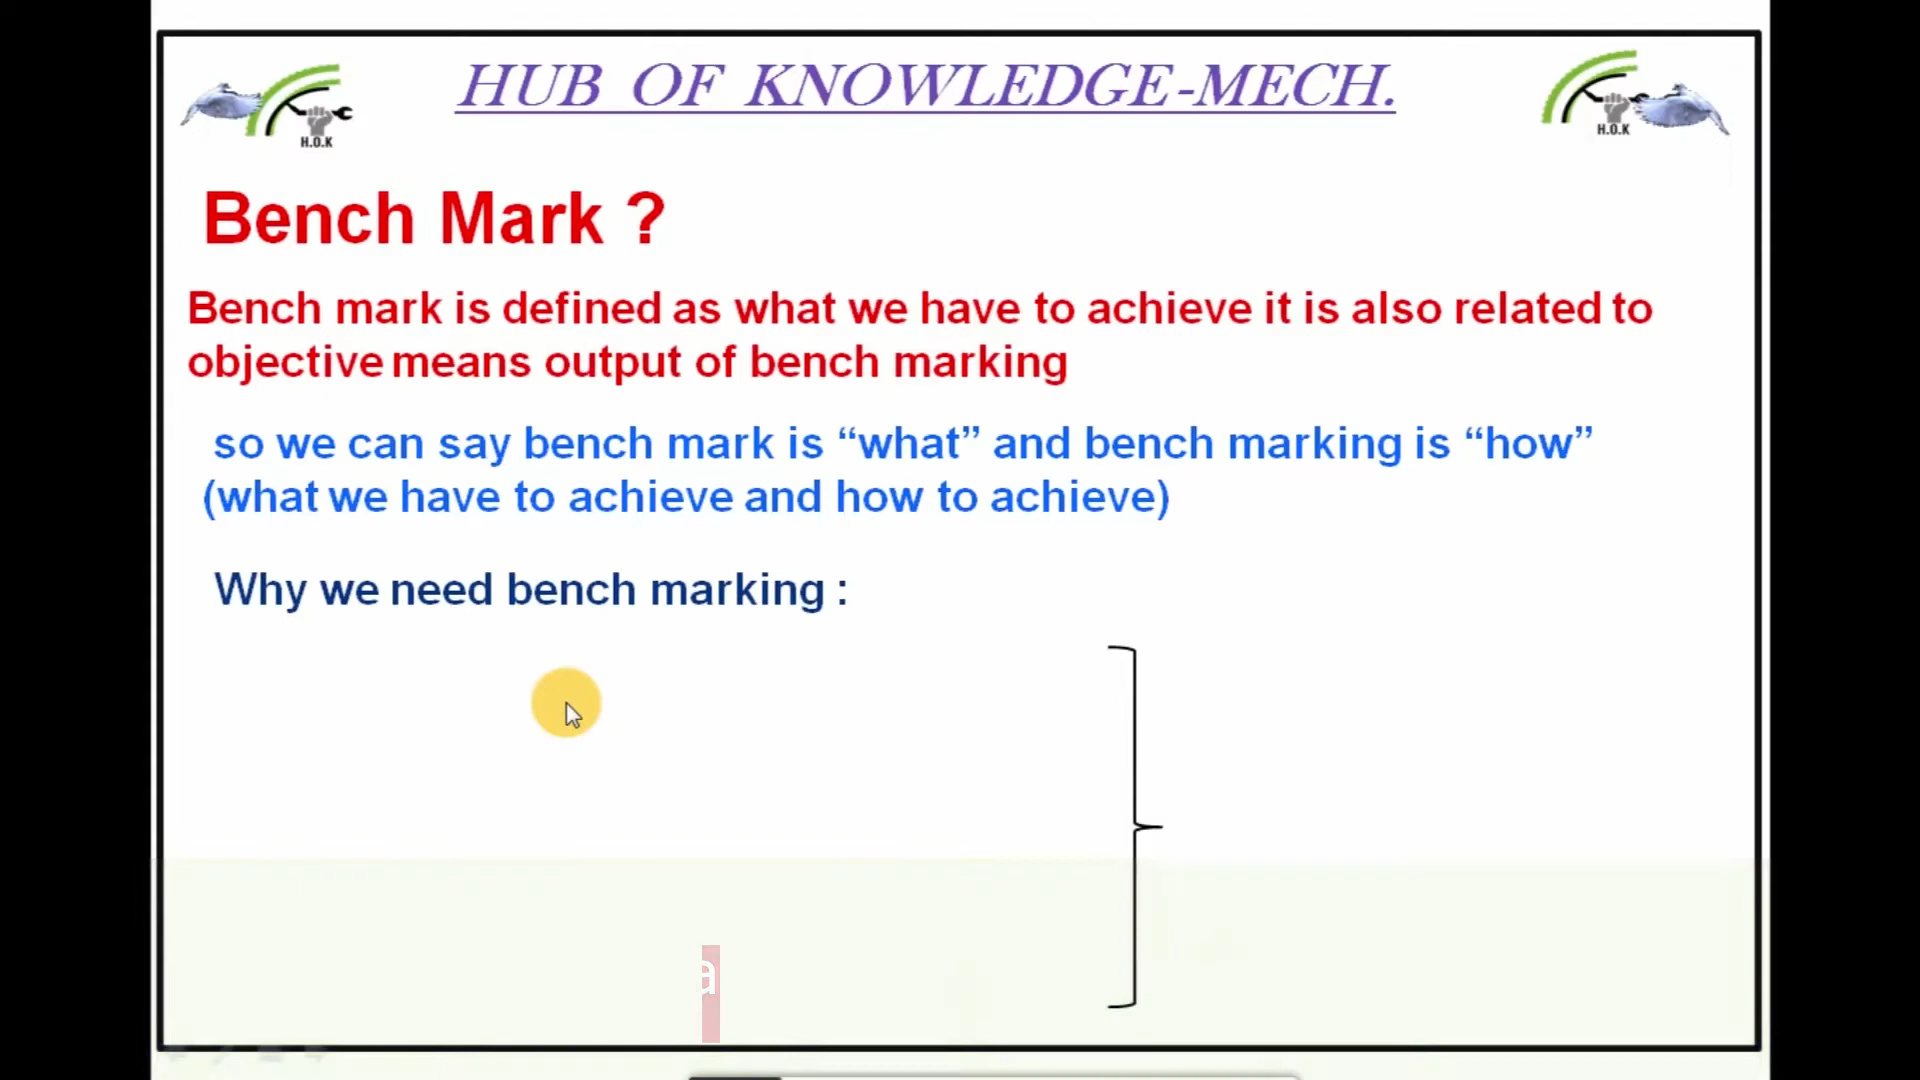 HUB OF KNOWLEDGE-MECH.
H.O.K
H.O.K
Bench Mark ?
Bench mark is defined as what we have to achieve it is also related to
objective means output of bench marking
so we can say bench mark is “what” and bench marking is “how”
(what we have to achieve and how to achieve)
Why we need bench marking :
a